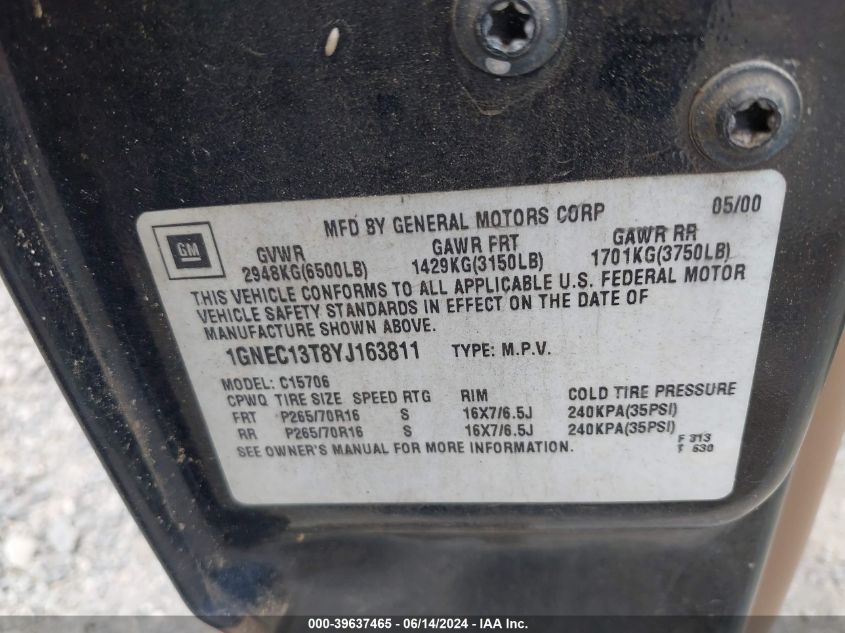 GM
MFD BY GENERAL MOTORS CORP 05/00
GVWR GAWR FRT GAWR RR
2948KG(6500LB) 1429KG(3150LB) 1701KG(3750LB)
THIS VEHICLE CONFORMS TO ALL APPLICABLE U.S. FEDERAL MOTOR
VEHICLE SAFETY STANDARDS IN EFFECT ON THE DATE OF
MANUFACTURE SHOWN ABOVE.
1GNEC13T8YJ163811 TYPE: M.P.V.
MODEL: C15706
CPWQ TIRE SIZE SPEED RTG RIM COLD TIRE PRESSURE
FRT P265/70R16 S 16X7/6.5J 240KPA(35PSI)
RR P265/70R16 S 16X7/6.5J 240KPA(35PSI)
SEE OWNER'S MANUAL FOR MORE INFORMATION.
F 313
T 630
000-39637465 - 06/14/2024 - IAAI.com